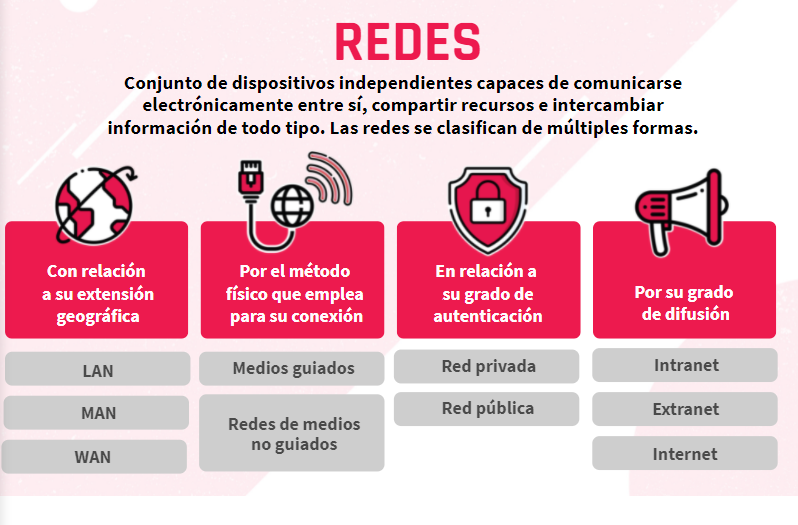 REDES
Conjunto de dispositivos independientes capaces de comunicarse
electrónicamente entre sí, compartir recursos e intercambiar
información de todo tipo. Las redes se clasifican de múltiples formas.
Con relación
a su extensión
geográfica
LAN
MAN
WAN
Por el método
físico que emplea
para su conexión
Medios guiados
Redes de medios
no guiados
En relación a
su grado de
autenticación
Red privada
Red pública
Por su grado
de difusión
Intranet
Extranet
Internet